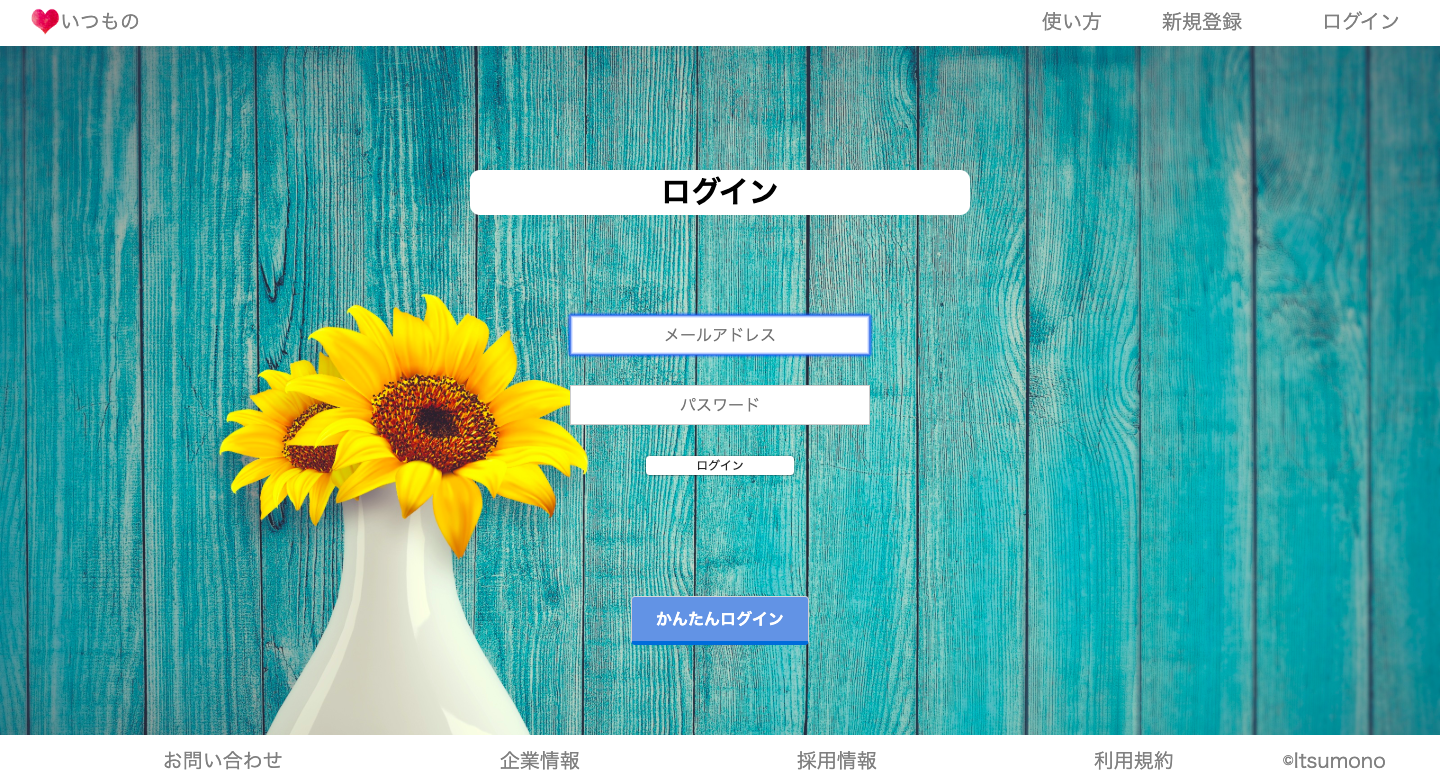 いつもの
使い方
新規登録
ログイン
ログイン
メールアドレス
パスワード
ログイン
かんたんログイン
お問い合わせ
企業情報
採用情報
利用規約
©Itsumono